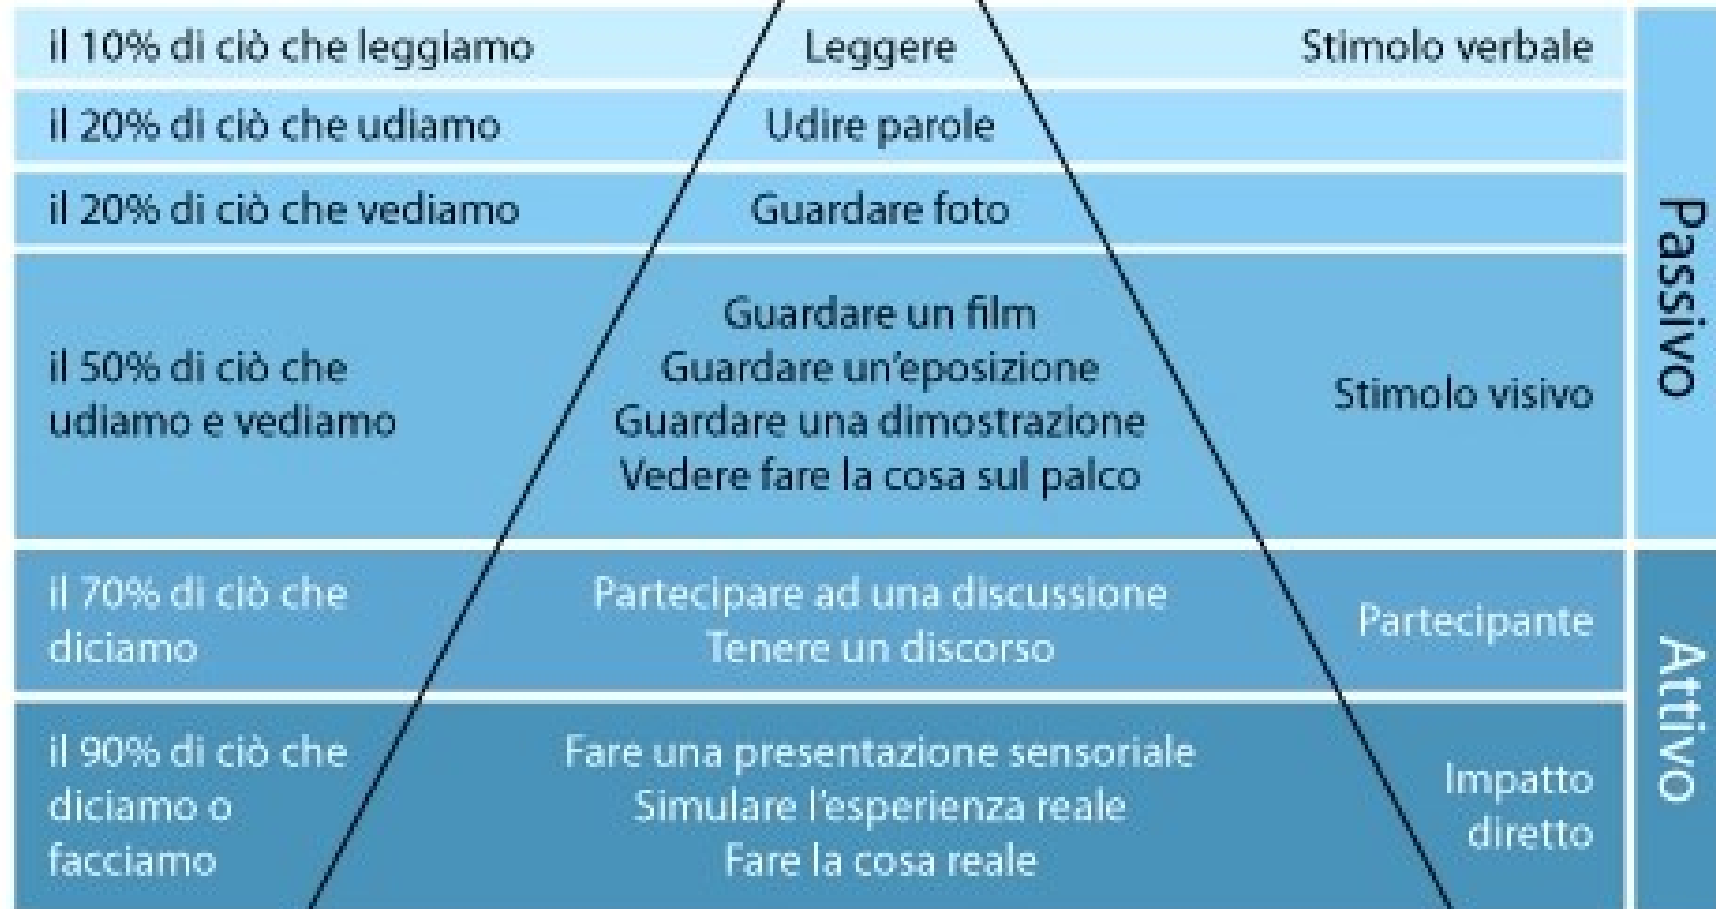 il 10% di ciò che leggiamo
Leggere
Stimolo verbale
il 20% di ciò che udiamo
Udire parole
il 20% di ciò che vediamo
Guardare foto
il 50% di ciò che
udiamo e vediamo
Guardare un film
Guardare un'eposizione
Guardare una dimostrazione
Vedere fare la cosa sul palco
Stimolo visivo
Passivo
il 70% di ciò che
diciamo
Partecipare ad una discussione
Tenere un discorso
Partecipante
il 90% di ciò che
diciamo o
facciamo
Fare una presentazione sensoriale
Simulare l'esperienza reale
Fare la cosa reale
Impatto
diretto
Attivo